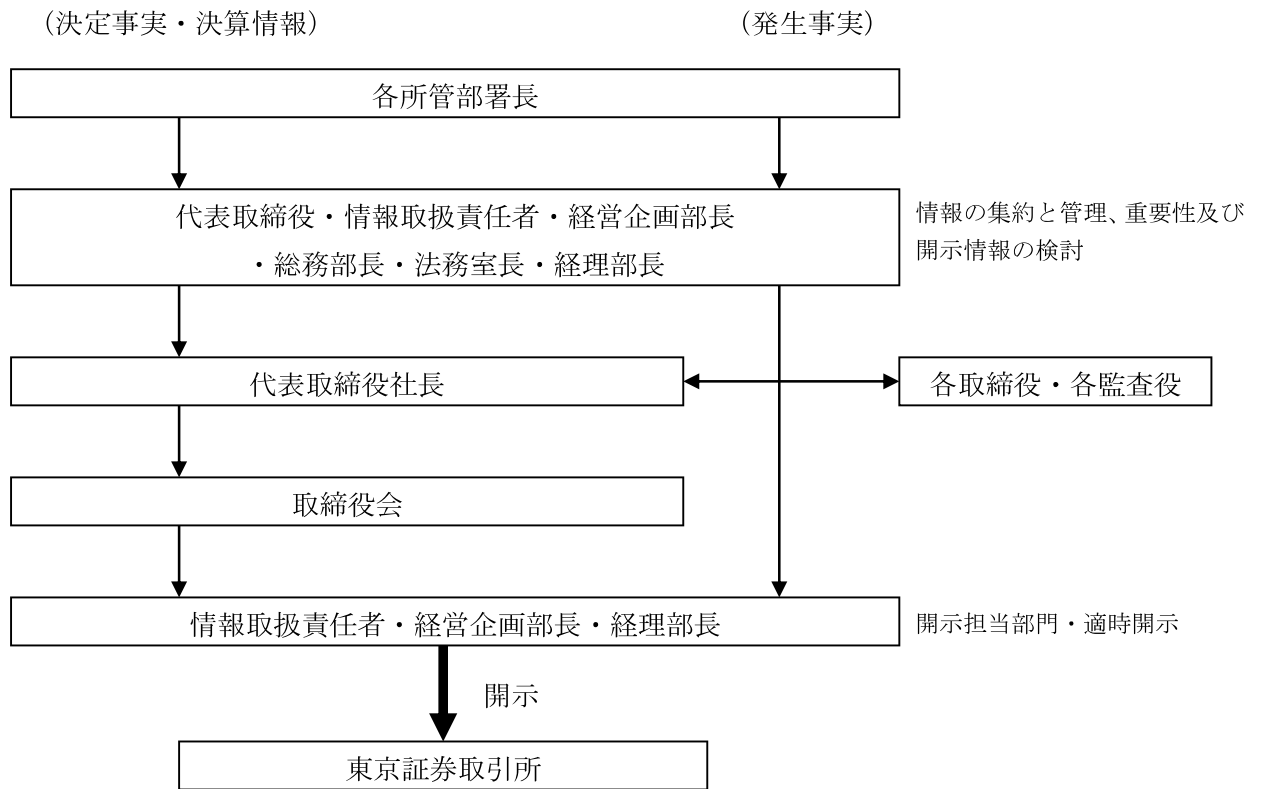 （決定事実・決算情報）
（発生事実）
各所管部署長
代表取締役・情報取扱責任者・経営企画部長
・総務部長・法務室長・経理部長
情報の集約と管理、重要性及び
開示情報の検討
代表取締役社長
各取締役・各監査役
取締役会
情報取扱責任者・経営企画部長・経理部長
開示担当部門・適時開示
開示
東京証券取引所